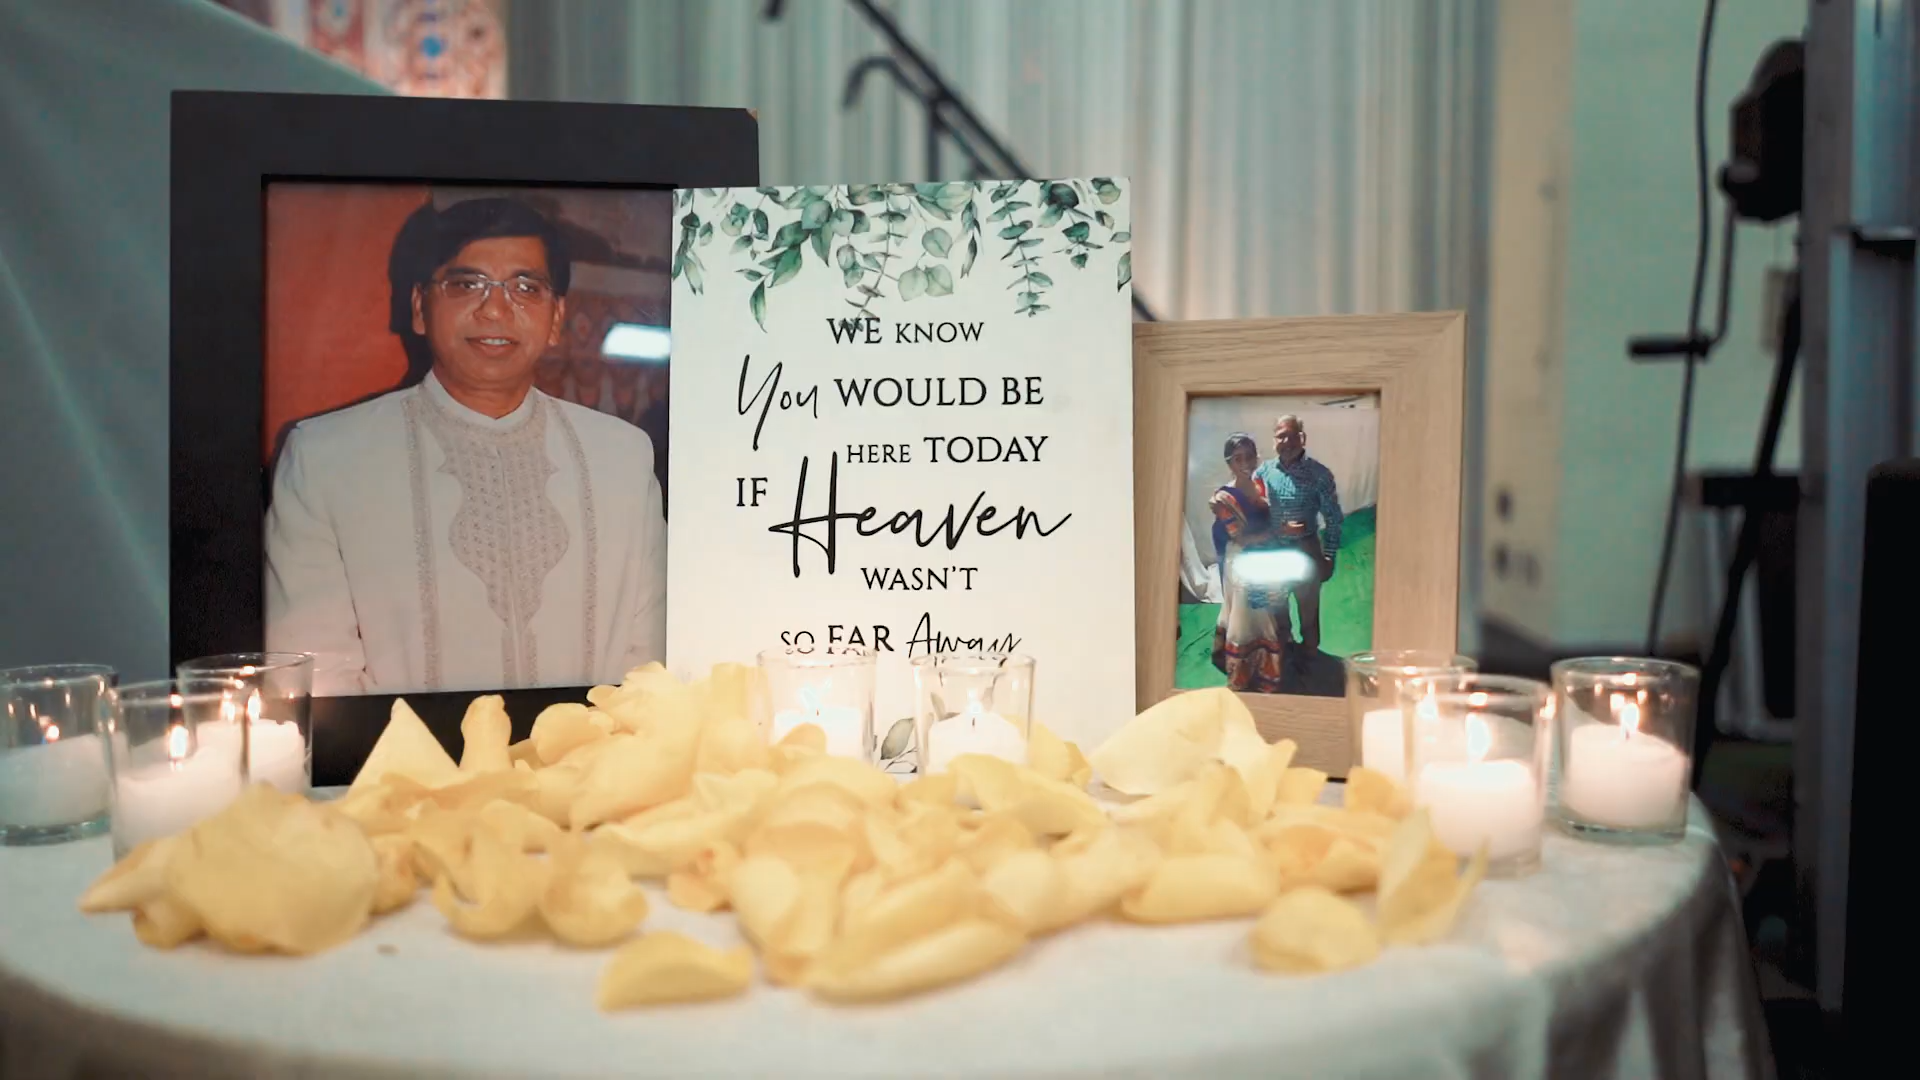 WE KNOW
You WOULD BE
HERE TODAY
IF Heaven
WASN'T
SO FAR Away